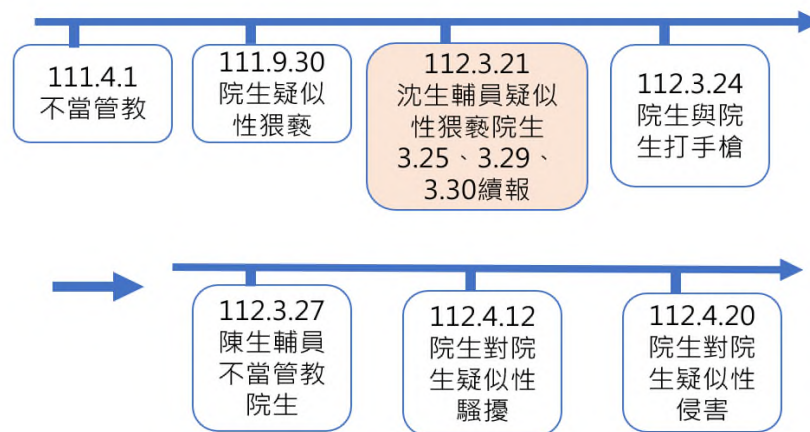 111.4.1
不當管教
111.9.30
院生疑似
性猥褻
112.3.21
沈生輔員疑似
性猥褻院生
3.25、3.29、
3.30續報
112.3.24
院生與院
生打手槍
112.3.27
陳生輔員
不當管教
院生
112.4.12
院生對院
生疑似性
騷擾
112.4.20
院生對院
生疑似性
侵害